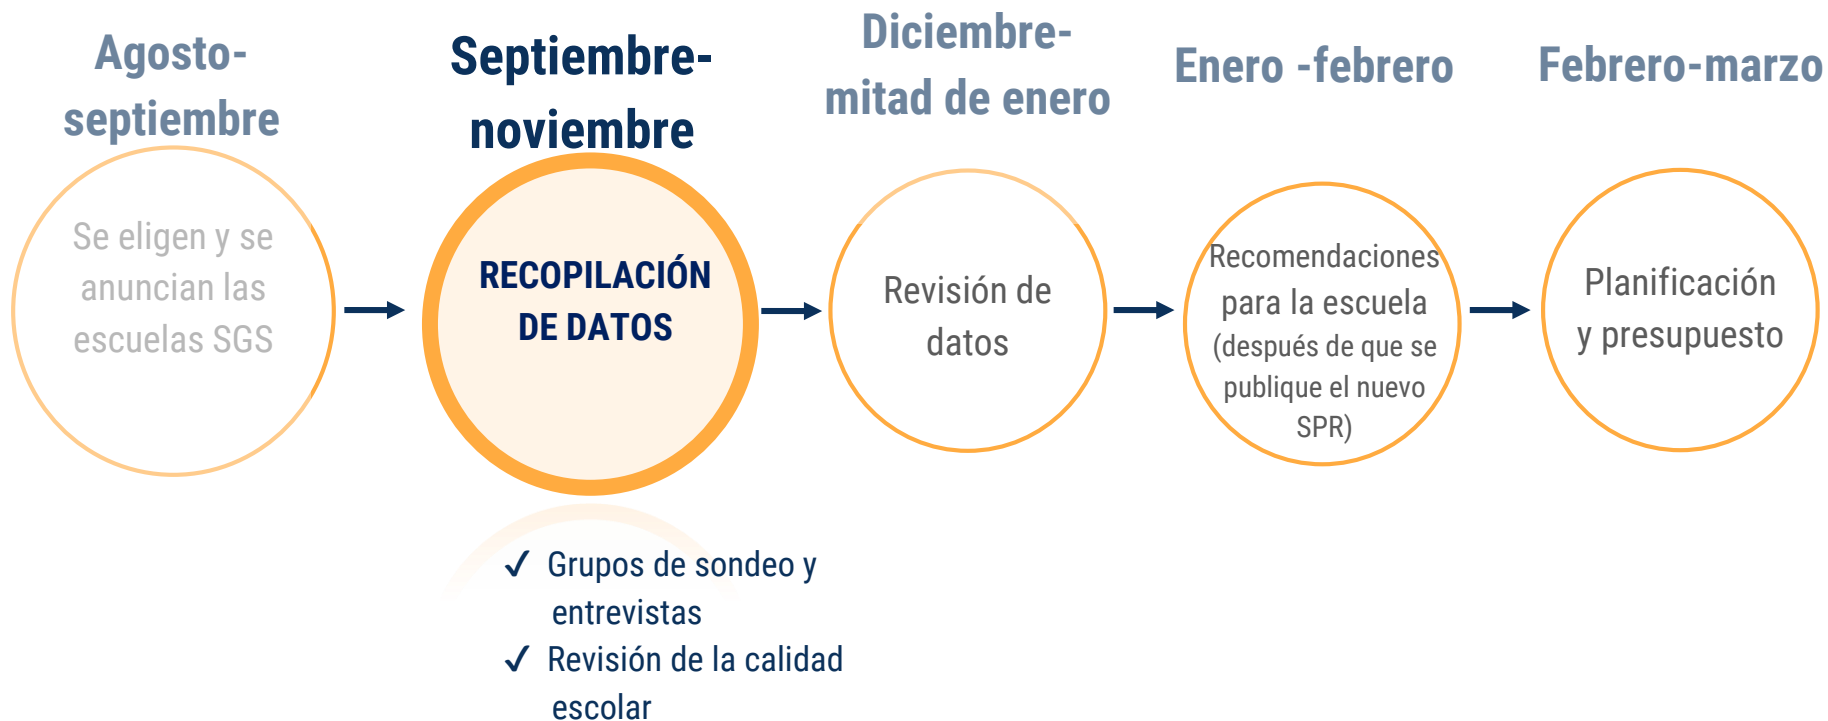 Agosto-
septiembre
Se eligen y se
anuncian las
escuelas SGS
Septiembre-
noviembre
RECOPILACIÓN
DE DATOS
✓ Grupos de sondeo y
entrevistas
✓ Revisión de la calidad
escolar
Diciembre-
mitad de enero
Revisión de
datos
Enero -febrero
Recomendaciones
para la escuela
(después de que se
publique el nuevo
SPR)
Febrero-marzo
Planificación
y presupuesto